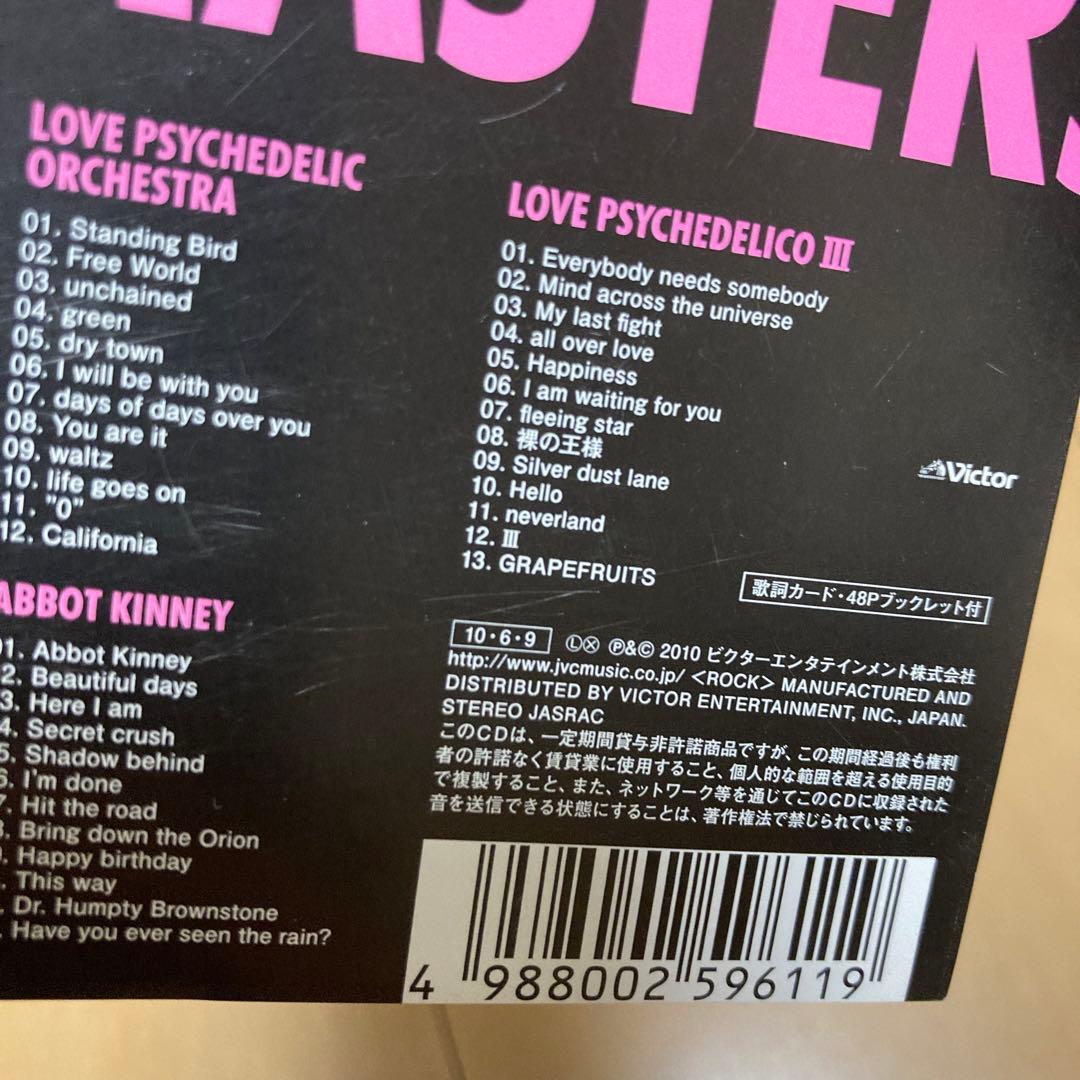 ASTERS
LOVE PSYCHEDELIC
ORCHESTRA
01. Standing Bird
02. Free World
03. unchained
04. green
05. dry town
06. I will be with you
07. days of days over you
08. You are it
09. waltz
10. life goes on
11. "0"
12. California
ABBOT KINNEY
01. Abbot Kinney
2. Beautiful days
3. Here I am
4. Secret crush
5. Shadow behind
6. I'm done
7. Hit the road
Bring down the Orion
Happy birthday
This way
Dr. Humpty Brownstone
Have you ever seen the rain?
LOVE PSYCHEDELICO III
01. Everybody needs somebody
02. Mind across the universe
03. My last fight
04. all over love
05. Happiness
06. I am waiting for you
07. fleeing star
08. 裸の王様
09. Silver dust lane
10. Hello
11. neverland
12. III
13. GRAPEFRUITS
Victor
歌詞カード・48Pブックレット付
10・6・9 Ⓛ Ⓧ Ⓟ&© 2010 ビクターエンタテインメント株式会社
http://www.jvcmusic.co.jp/ <ROCK> MANUFACTURED AND
DISTRIBUTED BY VICTOR ENTERTAINMENT, INC., JAPAN.
STEREO JASRAC
このCDは、一定期間貸与非許諾商品ですが、この期間経過後も権利
者の許諾なく賃貸業に使用すること、個人的な範囲を超える使用目的
で複製すること、また、ネットワーク等を通じてこのCDに収録された
音を送信できる状態にすることは、著作権法で禁じられています。
4 988002 596119